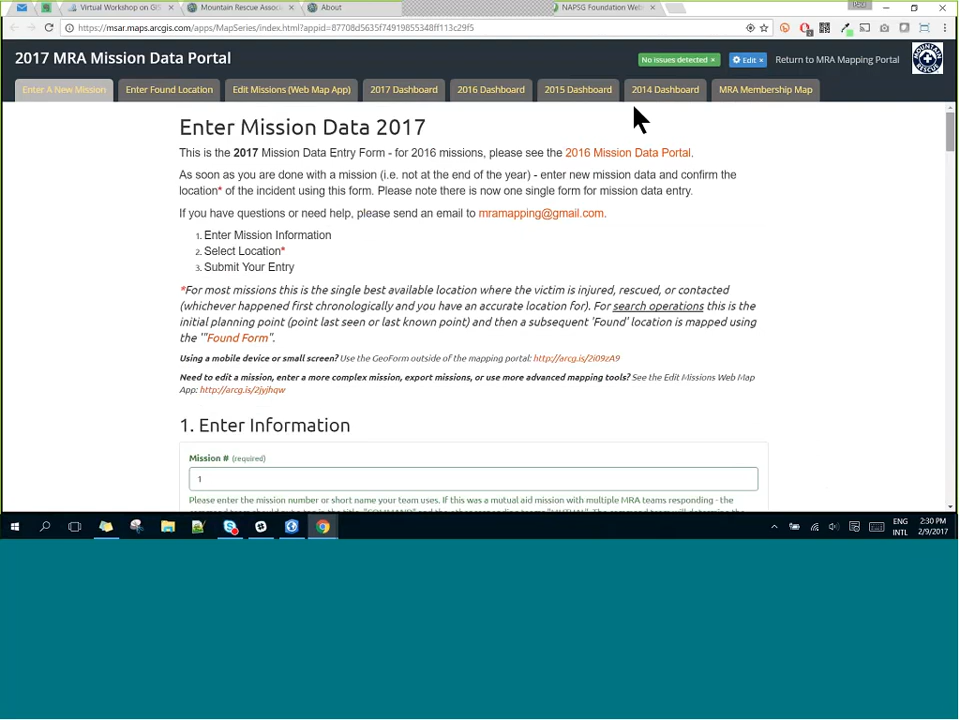 Virtual Workshop on GIS
Mountain Rescue Assoc
About
NAPSG Foundation Web
https://msar.maps.arcgis.com/apps/MapSeries/index.html?appid=87708d5635f74919855348ff113c29f5
2017 MRA Mission Data Portal
No issues detected ×
Edit ×
Return to MRA Mapping Portal
MOUNTAIN
RESCUE
Enter A New Mission
Enter Found Location
Edit Missions (Web Map App)
2017 Dashboard
2016 Dashboard
2015 Dashboard
2014 Dashboard
MRA Membership Map
Enter Mission Data 2017
This is the 2017 Mission Data Entry Form - for 2016 missions, please see the 2016 Mission Data Portal.
As soon as you are done with a mission (i.e. not at the end of the year) - enter new mission data and confirm the
location* of the incident using this form. Please note there is now one single form for mission data entry.
If you have questions or need help, please send an email to mramapping@gmail.com.
1. Enter Mission Information
2. Select Location*
3. Submit Your Entry
*For most missions this is the single best available location where the victim is injured, rescued, or contacted
(whichever happened first chronologically and you have an accurate location for). For search operations this is the
initial planning point (point last seen or last known point) and then a subsequent 'Found' location is mapped using
the '"Found Form".
Using a mobile device or small screen? Use the GeoForm outside of the mapping portal: http://arcg.is/2i09zA9
Need to edit a mission, enter a more complex mission, export missions, or use more advanced mapping tools? See the Edit Missions Web Map
App: http://arcg.is/2jyjhqw
1. Enter Information
Mission # (required)
1
Please enter the mission number or short name your team uses. If this was a mutual aid mission with multiple MRA teams responding - the
ENG
INTL
2:30 PM
2/9/2017